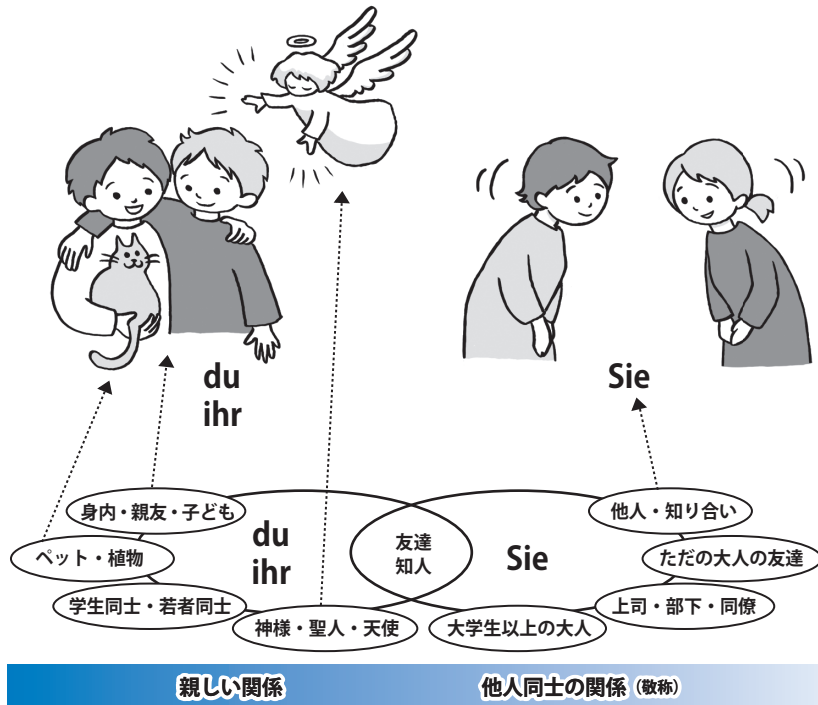 du
ihr
Sie
身内・親友・子ども
他人・知り合い
du
ihr
友達
知人
Sie
ペット・植物
ただの大人の友達
学生同士・若者同士
上司・部下・同僚
神様・聖人・天使
大学生以上の大人
親しい関係
他人同士の関係（敬称）